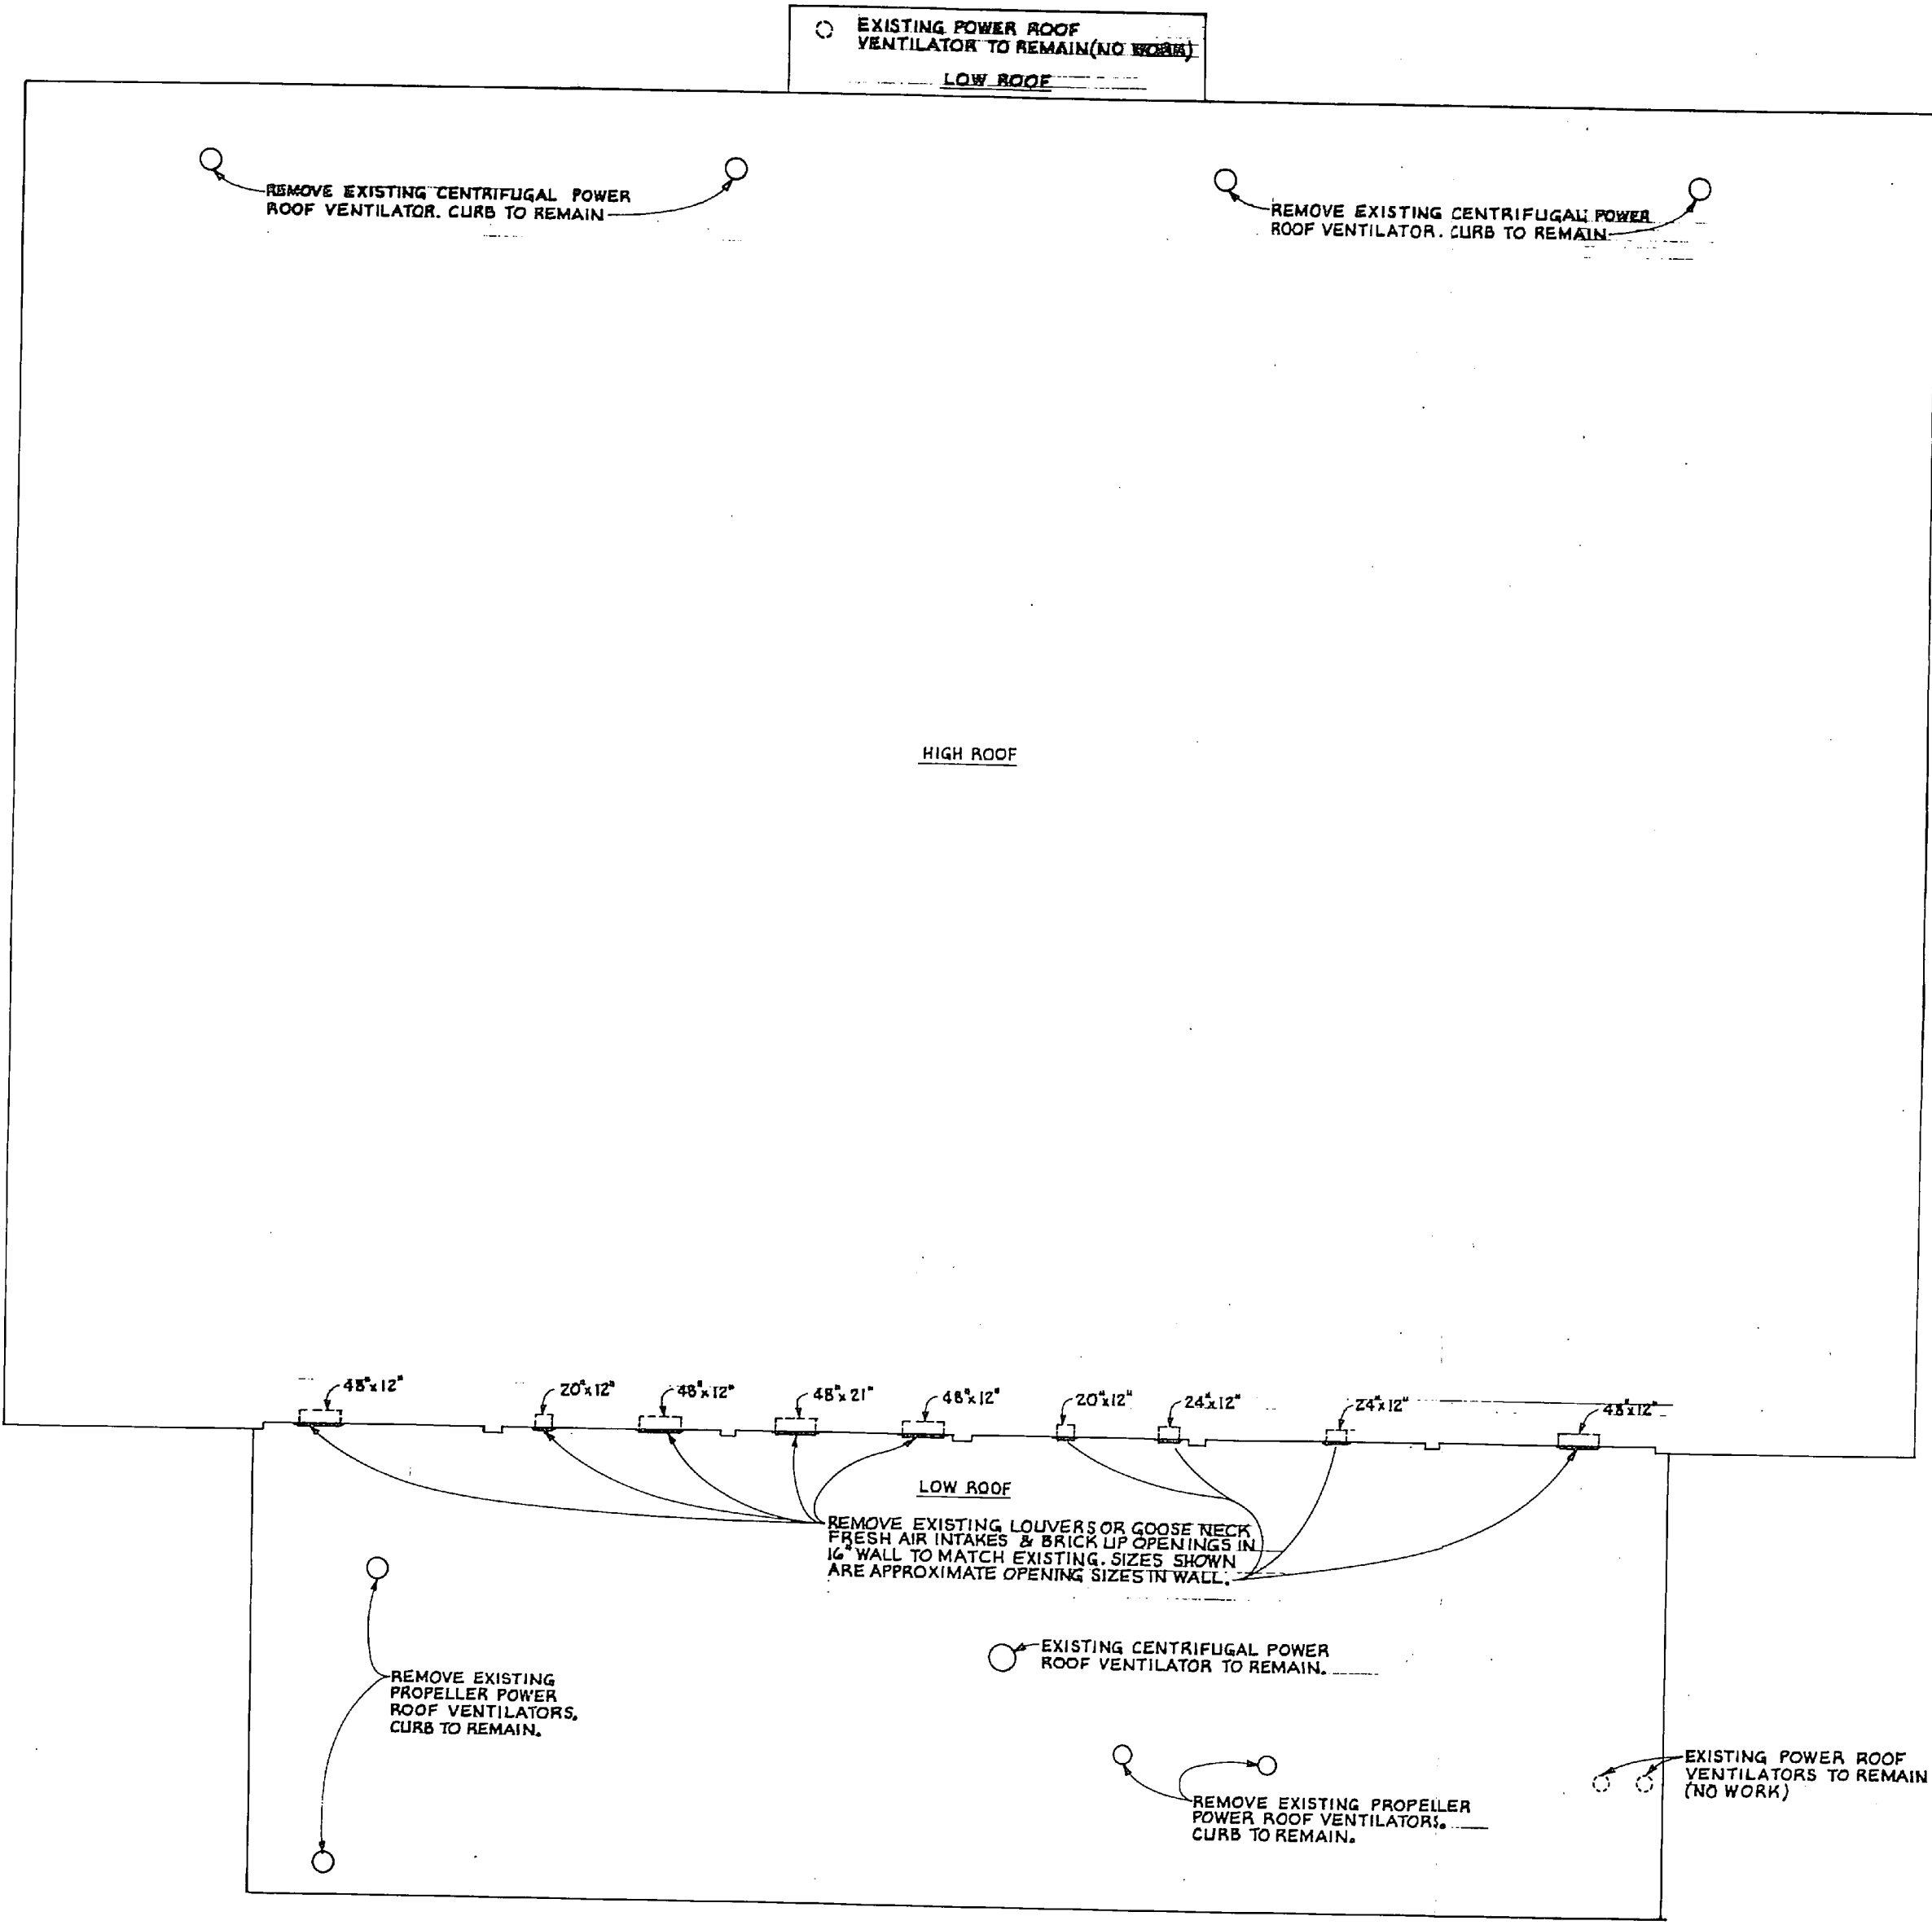 EXISTING POWER ROOF
VENTILATOR TO REMAIN (NO WORK)
LOW ROOF
REMOVE EXISTING CENTRIFUGAL POWER
ROOF VENTILATOR. CURB TO REMAIN
REMOVE EXISTING CENTRIFUGAL POWER
ROOF VENTILATOR. CURB TO REMAIN
HIGH ROOF
48"x12"
20"x12"
48"x12"
48"x21"
48"x12"
20"x12"
24"x12"
24"x12"
48"x12"
LOW ROOF
REMOVE EXISTING LOUVERS OR GOOSE NECK
FRESH AIR INTAKES & BRICK UP OPENINGS IN
16" WALL TO MATCH EXISTING. SIZES SHOWN
ARE APPROXIMATE OPENING SIZES IN WALL.
EXISTING CENTRIFUGAL POWER
ROOF VENTILATOR TO REMAIN.
REMOVE EXISTING
PROPELLER POWER
ROOF VENTILATORS.
CURB TO REMAIN.
REMOVE EXISTING PROPELLER
POWER ROOF VENTILATORS.
CURB TO REMAIN.
EXISTING POWER ROOF
VENTILATORS TO REMAIN
(NO WORK)